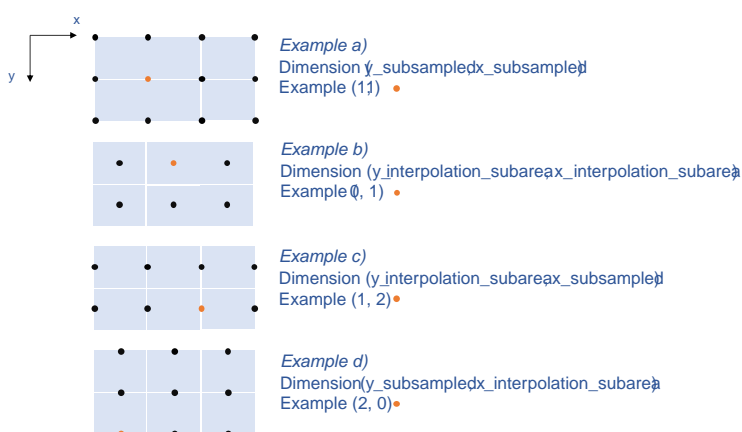 x
y
Example a)
Dimension (y_subsampled, x_subsampled)
Example (1, 1)
Example b)
Dimension (y_interpolation_subarea, x_interpolation_subarea)
Example (0, 1)
Example c)
Dimension (y_interpolation_subarea, x_subsampled)
Example (1, 2)
Example d)
Dimension (y_subsampled, x_interpolation_subarea)
Example (2, 0)